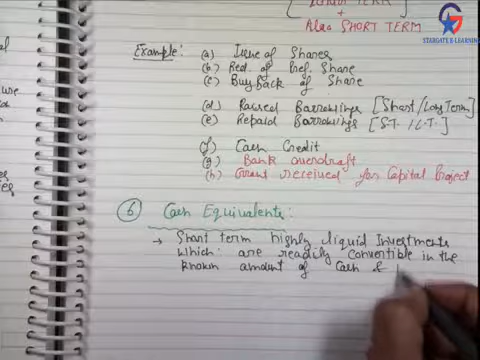 +
Also SHORT TERM
STARGATE E-LEARNING
Example: (a) Issue of Shares
(b) Red. of Pref. Share
(c) Buy Back of Share
(d) Raised Borrowings [Short/Long Term]
(e) Repaid Borrowings [S.T. / L.T.]
(f) Cash Credit
(g) Bank overdraft
(h) Grant received for Capital Project
6 Cash Equivalents:
→ Short term highly liquid Investments
which are readily convertible in the
known amount of Cash &